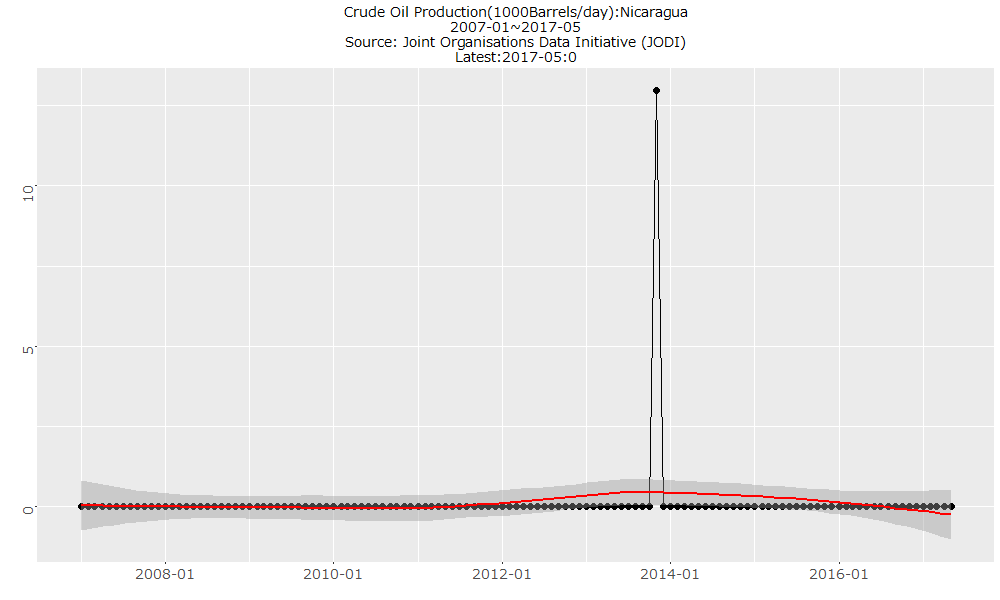 Crude Oil Production(1000Barrels/day):Nicaragua
2007-01~2017-05
Source: Joint Organisations Data Initiative (JODI)
Latest:2017-05:0
10
5
0
2008-01 2010-01 2012-01 2014-01 2016-01